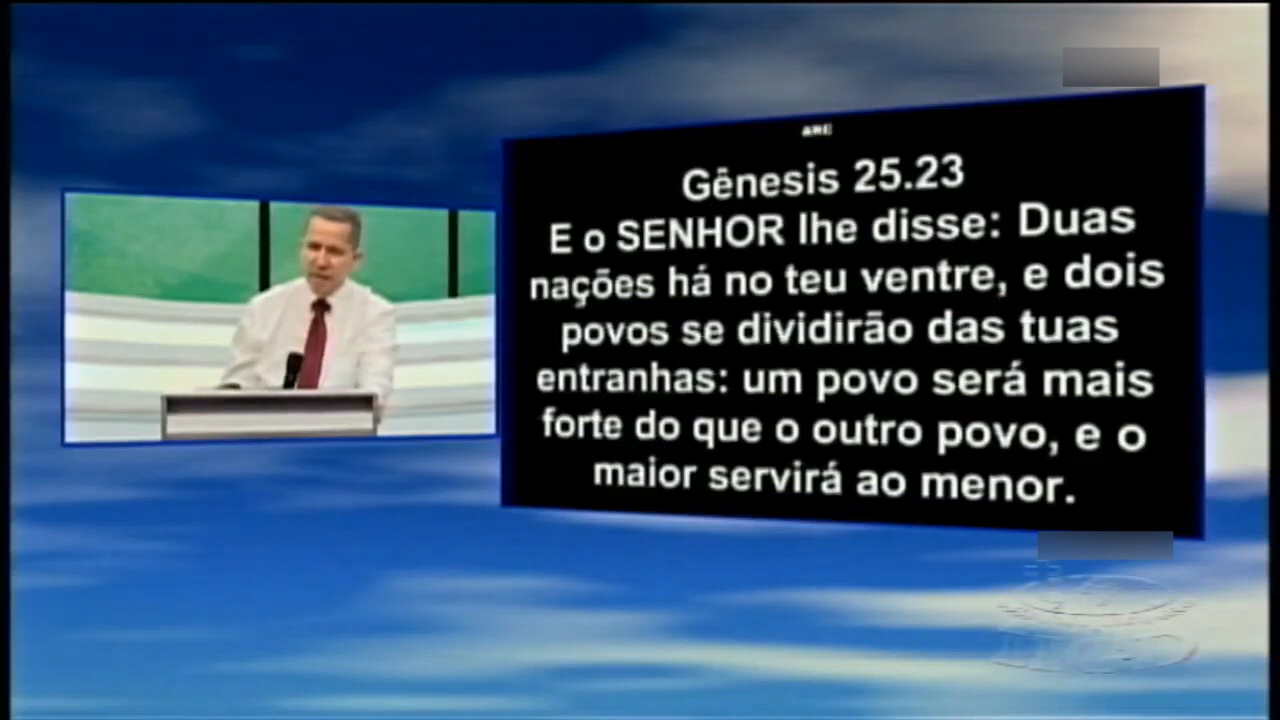 Gênesis 25.23
E o SENHOR lhe disse: Duas
nações há no teu ventre, e dois
povos se dividirão das tuas
entranhas: um povo será mais
forte do que o outro povo, e o
maior servirá ao menor.